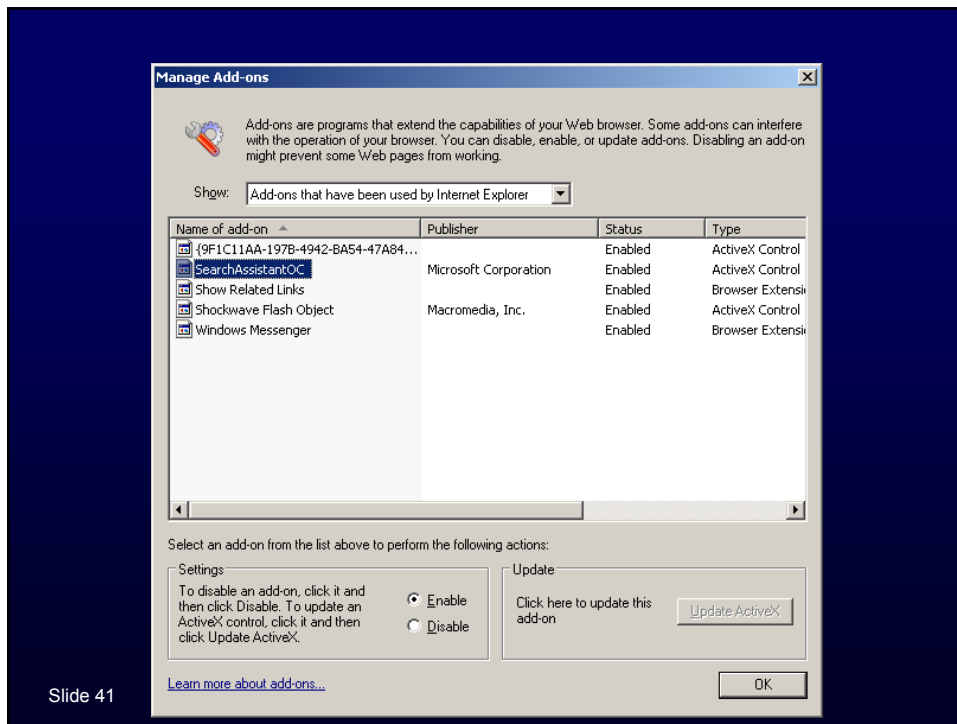 Manage Add-ons
Add-ons are programs that extend the capabilities of your Web browser. Some add-ons can interfere
with the operation of your browser. You can disable, enable, or update add-ons. Disabling an add-on
might prevent some Web pages from working.
Show: Add-ons that have been used by Internet Explorer
Name of add-on Publisher Status Type
{9F1C11AA-197B-4942-BA54-47A84... Enabled ActiveX Control
SearchAssistantOC Microsoft Corporation Enabled ActiveX Control
Show Related Links Enabled Browser Extensi
Shockwave Flash Object Macromedia, Inc. Enabled ActiveX Control
Windows Messenger Enabled Browser Extensi
Select an add-on from the list above to perform the following actions:
Settings
To disable an add-on, click it and
then click Disable. To update an
ActiveX control, click it and then
click Update ActiveX.
Enable
Disable
Update
Click here to update this
add-on
Update ActiveX
Learn more about add-ons...
OK
Slide 41